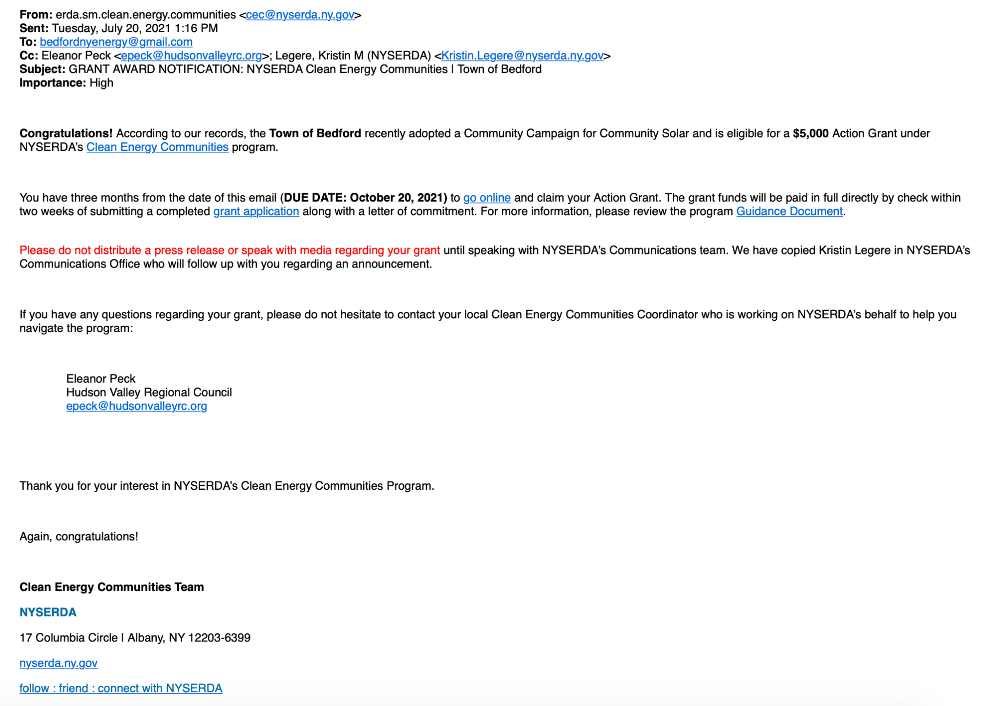 From: erda.sm.clean.energy.communities <cec@nyserda.ny.gov>
Sent: Tuesday, July 20, 2021 1:16 PM
To: bedfordnyenergy@gmail.com
Cc: Eleanor Peck <epeck@hudsonvalleyrc.org>; Legere, Kristin M (NYSERDA) <Kristin.Legere@nyserda.ny.gov>
Subject: GRANT AWARD NOTIFICATION: NYSERDA Clean Energy Communities | Town of Bedford
Importance: High
Congratulations! According to our records, the Town of Bedford recently adopted a Community Campaign for Community Solar and is eligible for a $5,000 Action Grant under
NYSERDA’s Clean Energy Communities program.
You have three months from the date of this email (DUE DATE: October 20, 2021) to go online and claim your Action Grant. The grant funds will be paid in full directly by check within
two weeks of submitting a completed grant application along with a letter of commitment. For more information, please review the program Guidance Document.
Please do not distribute a press release or speak with media regarding your grant until speaking with NYSERDA’s Communications team. We have copied Kristin Legere in NYSERDA’s
Communications Office who will follow up with you regarding an announcement.
If you have any questions regarding your grant, please do not hesitate to contact your local Clean Energy Communities Coordinator who is working on NYSERDA’s behalf to help you
navigate the program:
Eleanor Peck
Hudson Valley Regional Council
epeck@hudsonvalleyrc.org
Thank you for your interest in NYSERDA’s Clean Energy Communities Program.
Again, congratulations!
Clean Energy Communities Team
NYSERDA
17 Columbia Circle | Albany, NY 12203-6399
nyserda.ny.gov
follow : friend : connect with NYSERDA